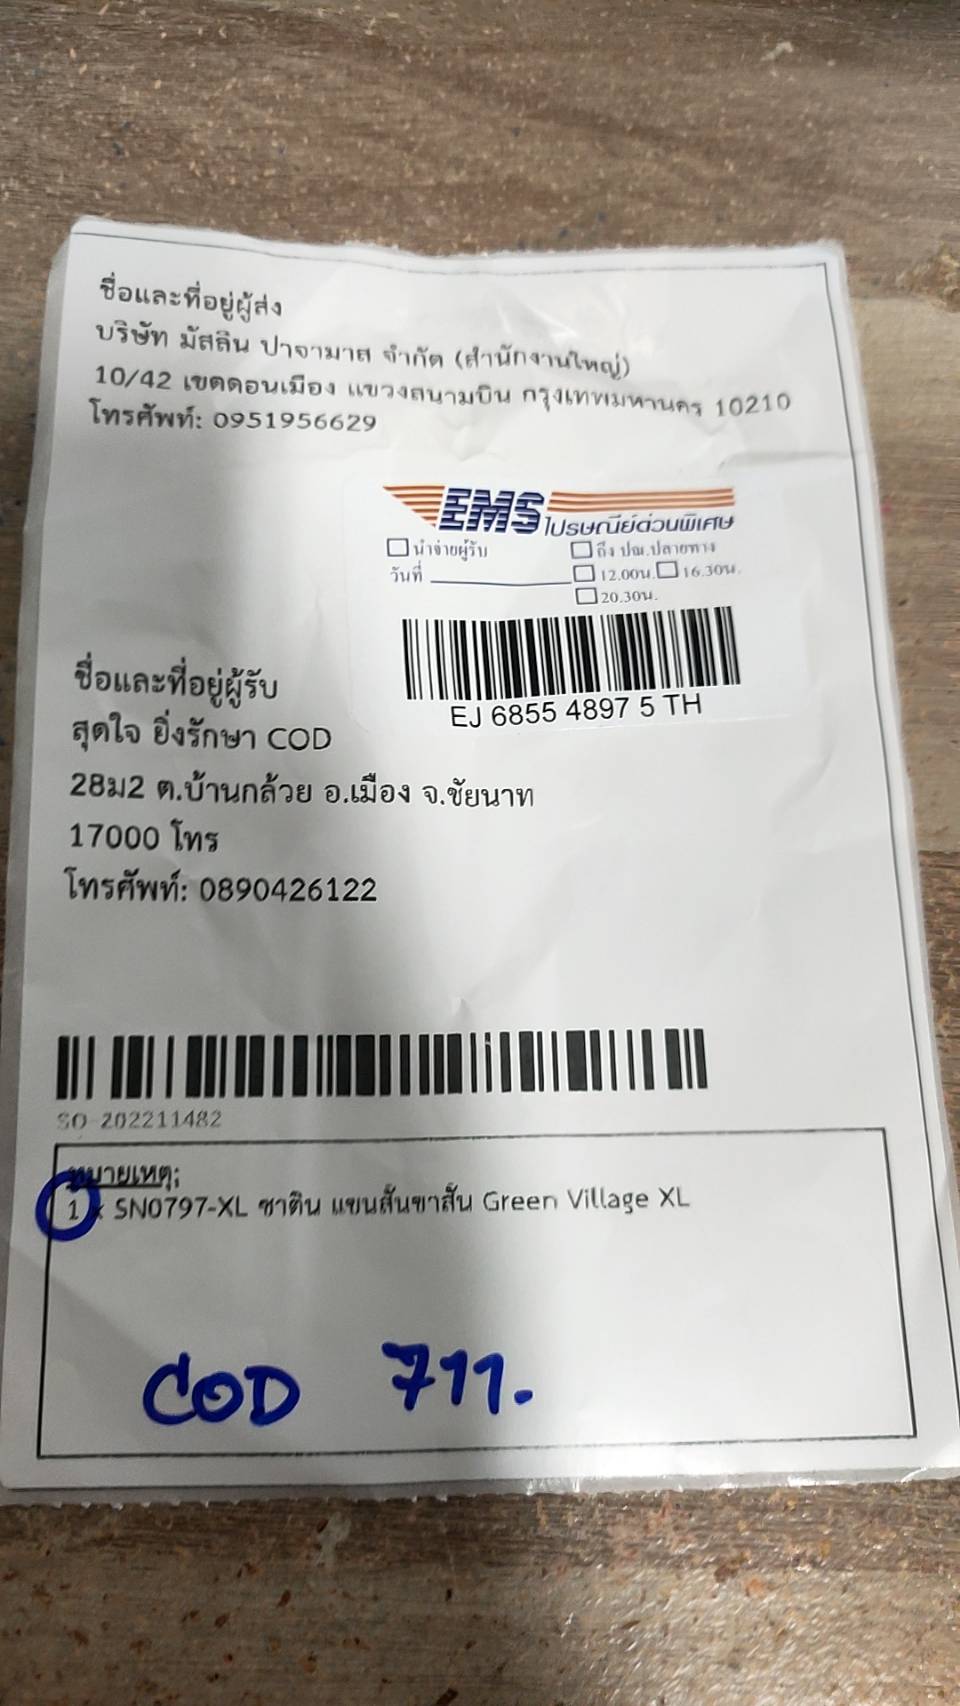 ชื่อและที่อยู่ผู้ส่ง
บริษัท มัสลิน ปาจามาส จำกัด (สำนักงานใหญ่)
10/42 เขตดอนเมือง แขวงสนามบิน กรุงเทพมหานคร 10210
โทรศัพท์: 0951956629
EMS ไปรษณีย์ด่วนพิเศษ
นำจ่ายผู้รับ ถึง ปณ.ปลายทาง
วันที่ 12.00น. 16.30น.
20.30น.
EJ 6855 4897 5 TH
ชื่อและที่อยู่ผู้รับ
สุดใจ ยิ่งรักษา COD
28ม2 ต.บ้านกล้วย อ.เมือง จ.ชัยนาท
17000 โทร
โทรศัพท์: 0890426122
SO-202211482
หมายเหตุ:
1 x SN0797-XL ซาติน แขนสั้นขาสั้น Green Village XL
COD 711.